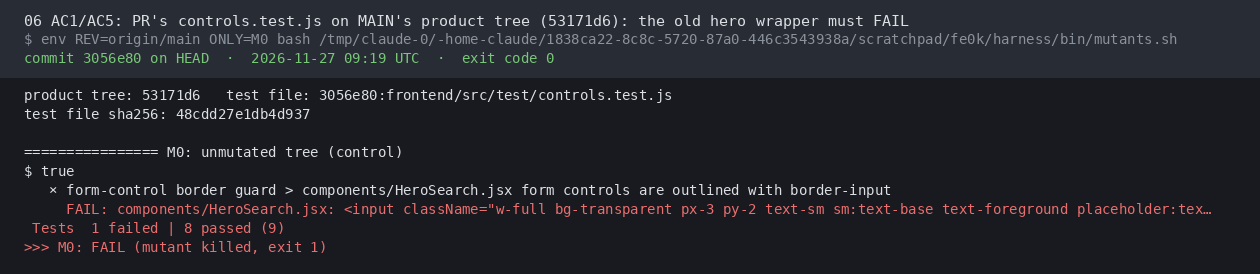 06 AC1/AC5: PR's controls.test.js on MAIN's product tree (53171d6): the old hero wrapper must FAIL
$ env REV=origin/main ONLY=M0 bash /tmp/claude-0/-home-claude/1838ca22-8c8c-5720-87a0-446c3543938a/scratchpad/fe0k/harness/bin/mutants.sh
commit 3056e80 on HEAD · 2026-11-27 09:19 UTC · exit code 0
product tree: 53171d6 test file: 3056e80:frontend/src/test/controls.test.js
test file sha256: 48cdd27e1db4d937
================ M0: unmutated tree (control)
$ true
× form-control border guard > components/HeroSearch.jsx form controls are outlined with border-input
FAIL: components/HeroSearch.jsx: <input className="w-full bg-transparent px-3 py-2 text-sm sm:text-base text-foreground placeholder:tex…
Tests 1 failed | 8 passed (9)
>>> M0: FAIL (mutant killed, exit 1)